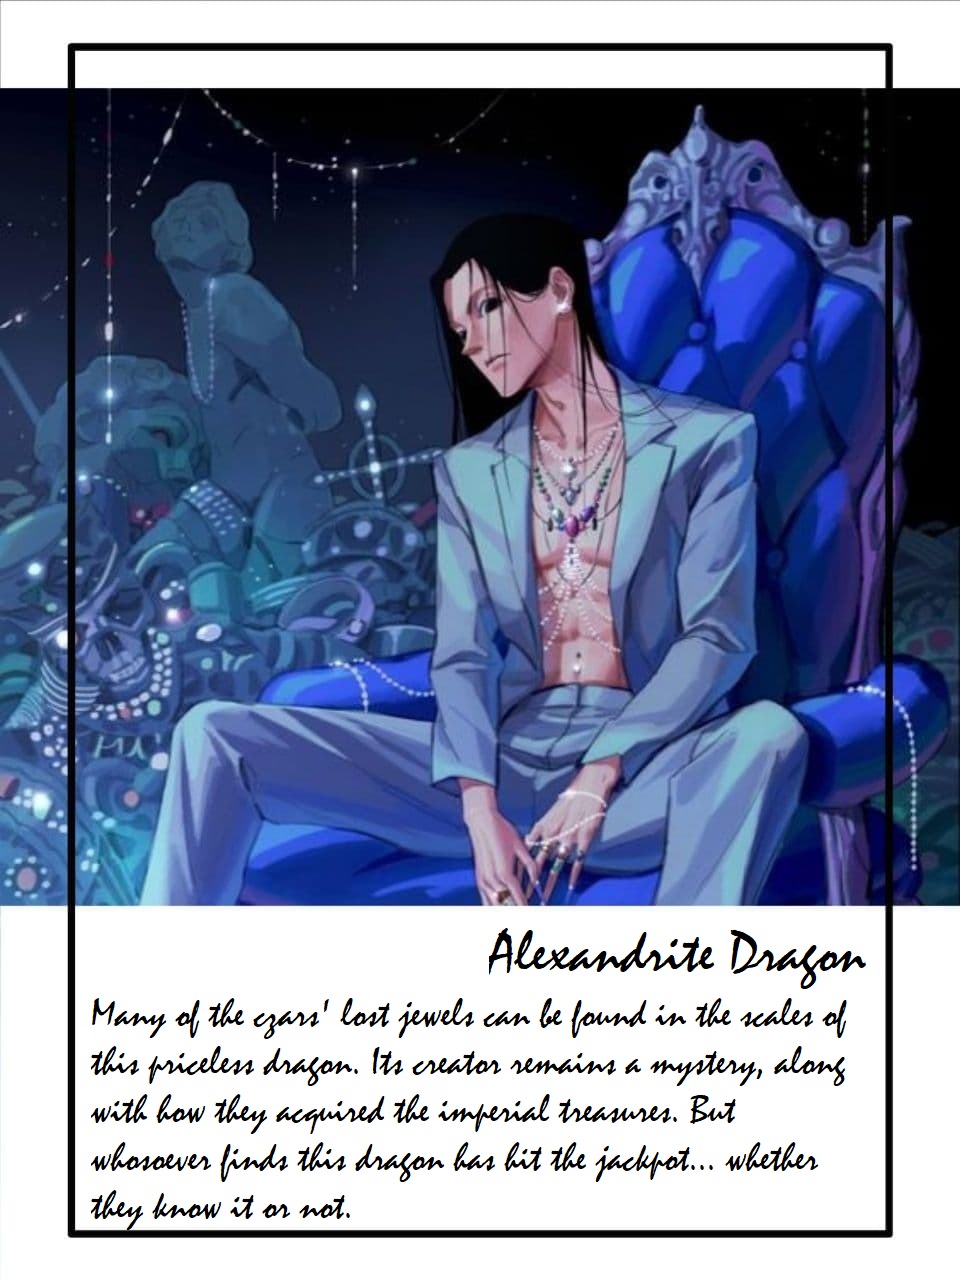 Alexandrite Dragon
Many of the czars' lost jewels can be found in the scales of
this priceless dragon. Its creator remains a mystery, along
with how they acquired the imperial treasures. But
whosoever finds this dragon has hit the jackpot... whether
they know it or not.